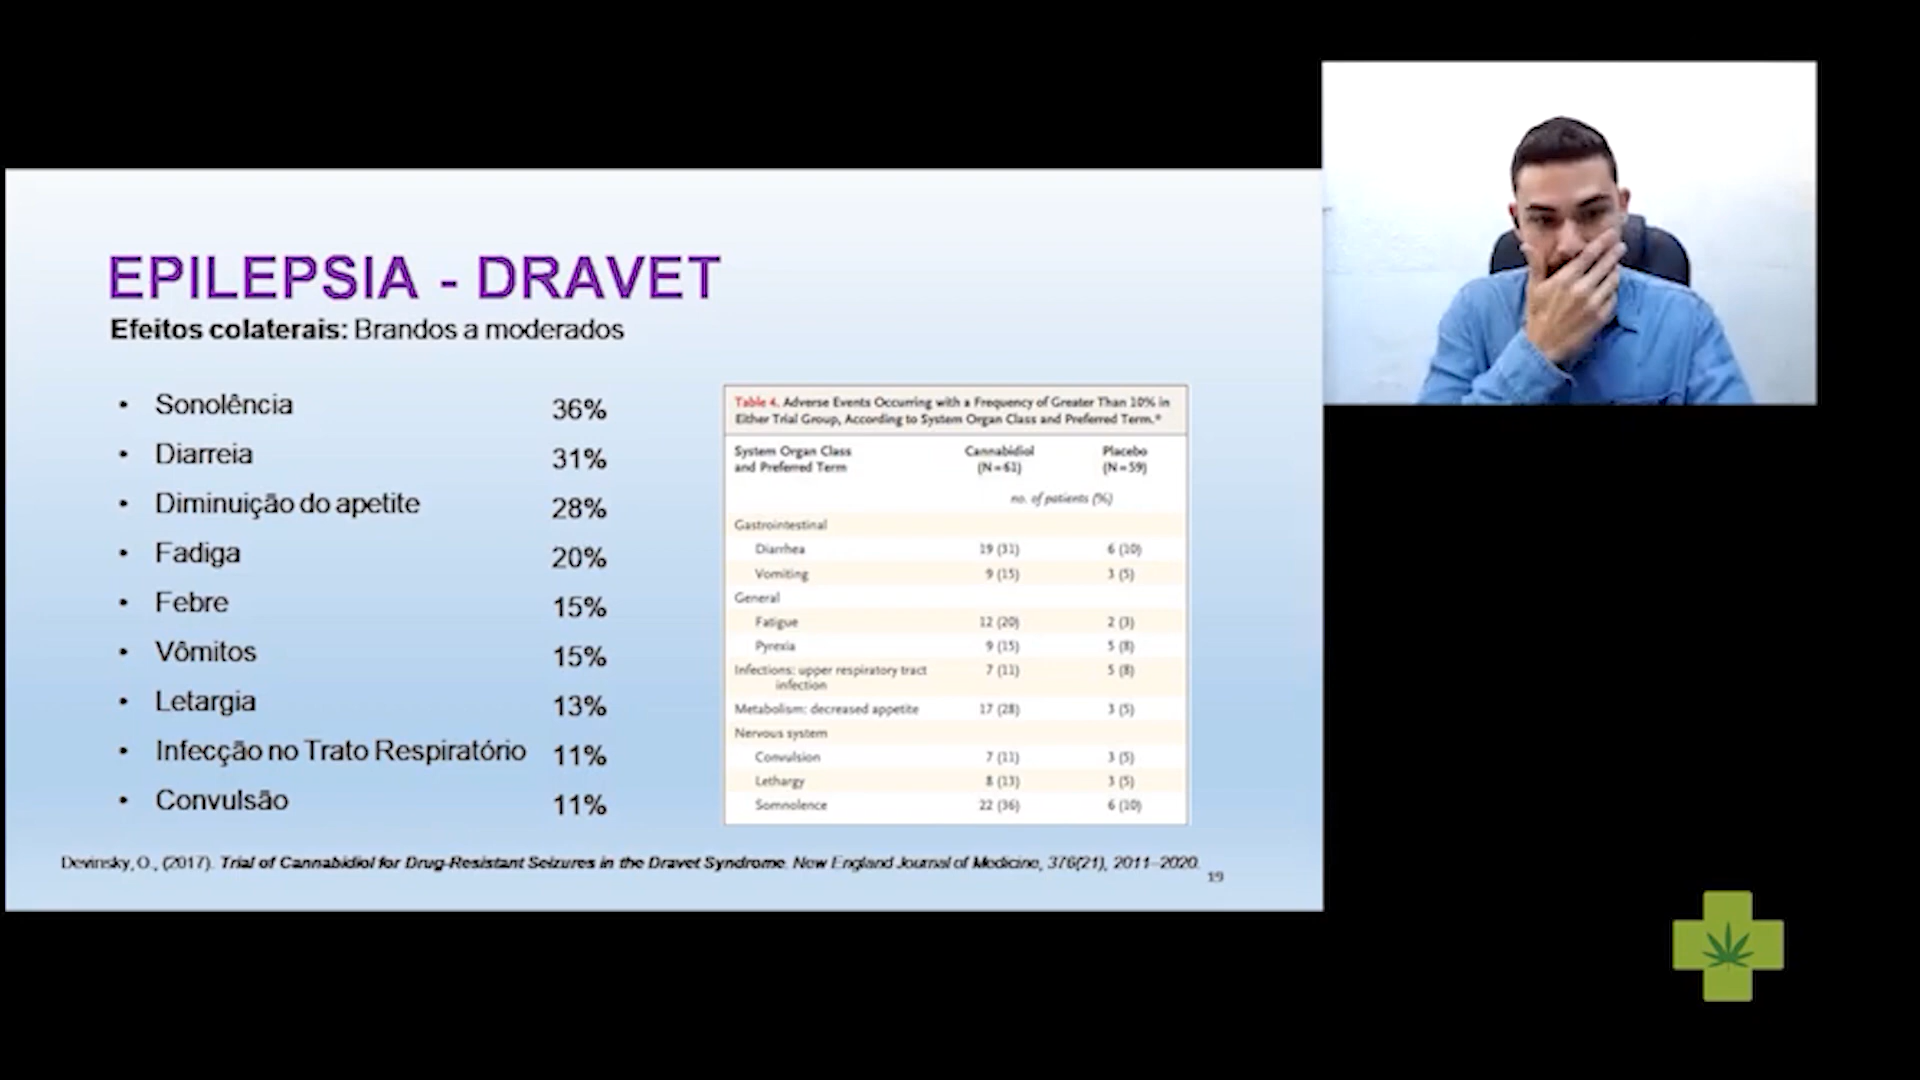 EPILEPSIA - DRAVET
Efeitos colaterais: Brandos a moderados
• Sonolência 36%
• Diarreia 31%
• Diminuição do apetite 28%
• Fadiga 20%
• Febre 15%
• Vômitos 15%
• Letargia 13%
• Infecção no Trato Respiratório 11%
• Convulsão 11%
Table 4. Adverse Events Occurring with a Frequency of Greater Than 10% in
Either Trial Group, According to System Organ Class and Preferred Term.*
System Organ Class Cannabidiol Placebo
and Preferred Term (N=61) (N=59)
no. of patients (%)
Gastrointestinal
Diarrhea 19 (31) 6 (10)
Vomiting 9 (15) 3 (5)
General
Fatigue 12 (20) 2 (3)
Pyrexia 9 (15) 5 (8)
Infections: upper respiratory tract 7 (11) 5 (8)
infection
Metabolism: decreased appetite 17 (28) 3 (5)
Nervous system
Convulsion 7 (11) 3 (5)
Lethargy 8 (13) 3 (5)
Somnolence 22 (36) 6 (10)
Devinsky, O., (2017). Trial of Cannabidiol for Drug-Resistant Seizures in the Dravet Syndrome. New England Journal of Medicine, 376(21), 2011–2020.
19